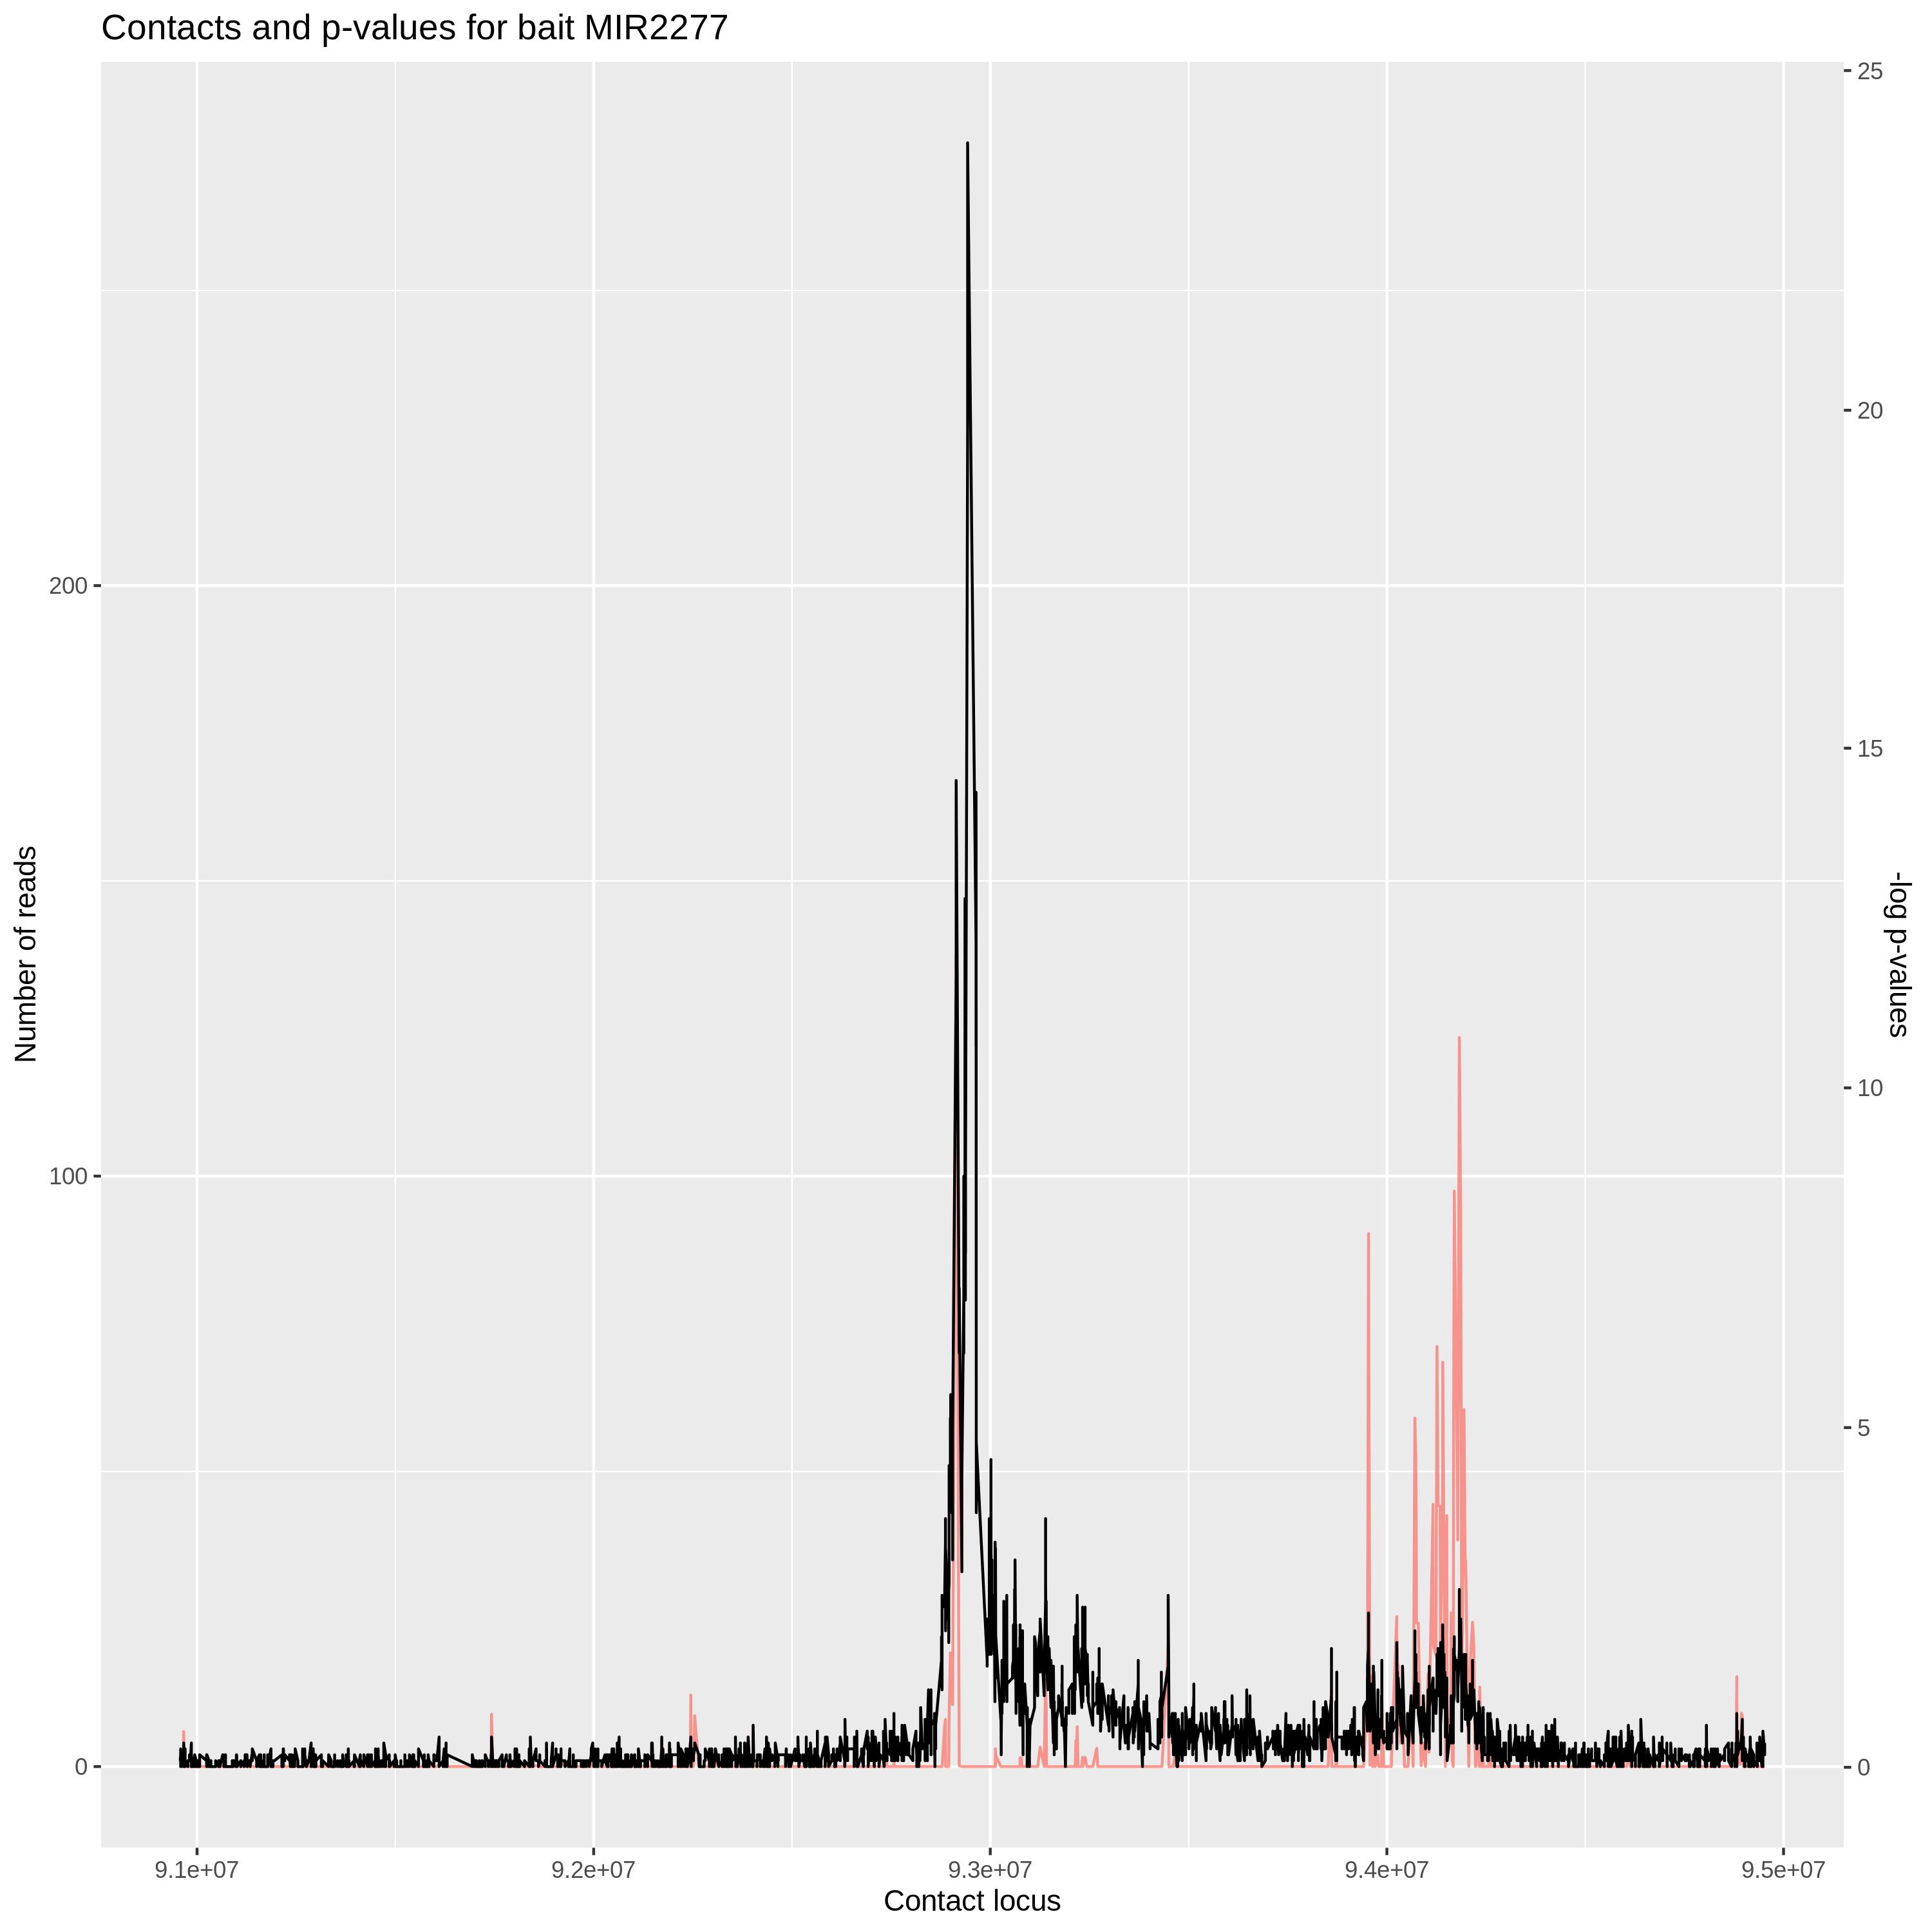 Contacts and p-values for bait MIR2277
25
20
200
15
Number of reads
-log p-values
10
100
5
0
0
9.1e+07
9.2e+07
9.3e+07
9.4e+07
9.5e+07
Contact locus